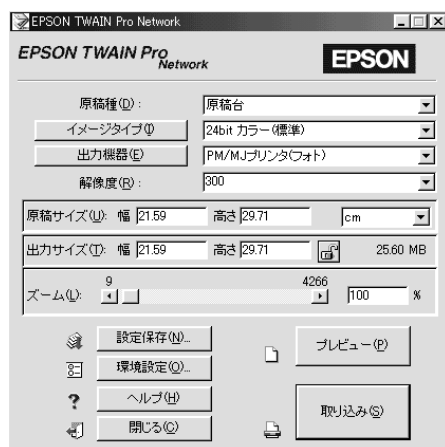 EPSON TWAIN Pro Network
EPSON TWAIN Pro
Network
EPSON
原稿種(D): 原稿台
イメージタイプ(I) 24bit カラー(標準)
出力機器(E) PM/MJプリンタ(フォト)
解像度(R): 300
原稿サイズ(U): 幅 21.59 高さ 29.71 cm
出力サイズ(T): 幅 21.59 高さ 29.71 25.60 MB
9 4266
ズーム(L): 100 %
設定保存(N)...
環境設定(O)...
プレビュー(P)
ヘルプ(H)
閉じる(C)
取り込み(S)